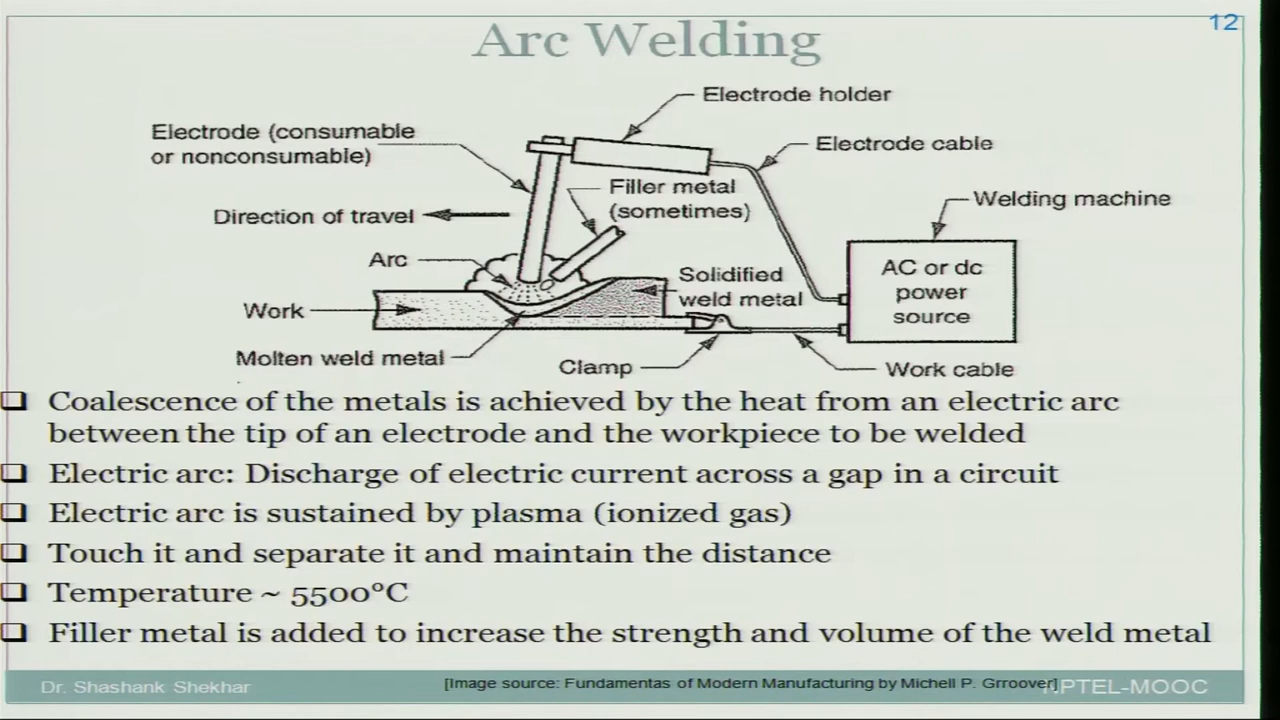 12
Arc Welding
Electrode holder
Electrode (consumable
or nonconsumable)
Electrode cable
Filler metal
(sometimes)
Welding machine
Direction of travel
Arc
AC or dc
power
source
Solidified
weld metal
Work
Molten weld metal
Clamp
Work cable
Coalescence of the metals is achieved by the heat from an electric arc
between the tip of an electrode and the workpiece to be welded
Electric arc: Discharge of electric current across a gap in a circuit
Electric arc is sustained by plasma (ionized gas)
Touch it and separate it and maintain the distance
Temperature ~ 5500°C
Filler metal is added to increase the strength and volume of the weld metal
Dr. Shashank Shekhar
[Image source: Fundamentas of Modern Manufacturing by Michell P. Grroover]
NPTEL-MOOC